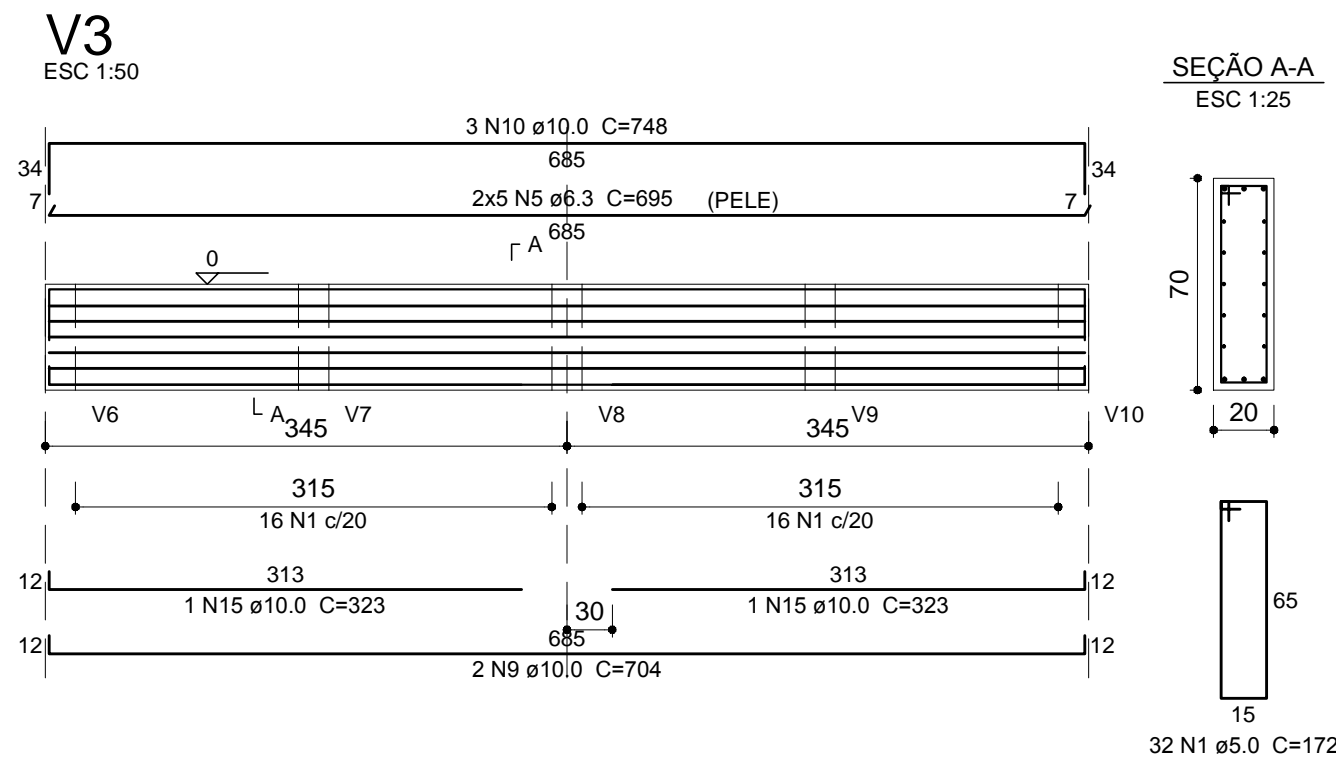 V3
ESC 1:50
SEÇÃO A-A
ESC 1:25
3 N10 ø10.0 C=748
685
34
34
2x5 N5 ø6.3 C=695 (PELE)
7
7
685
A
0
70
20
V6
A
V7
V8
V9
V10
345
345
315
315
16 N1 c/20
16 N1 c/20
12
313
313
12
1 N15 ø10.0 C=323
1 N15 ø10.0 C=323
30
12
685
12
2 N9 ø10.0 C=704
65
15
32 N1 ø5.0 C=172